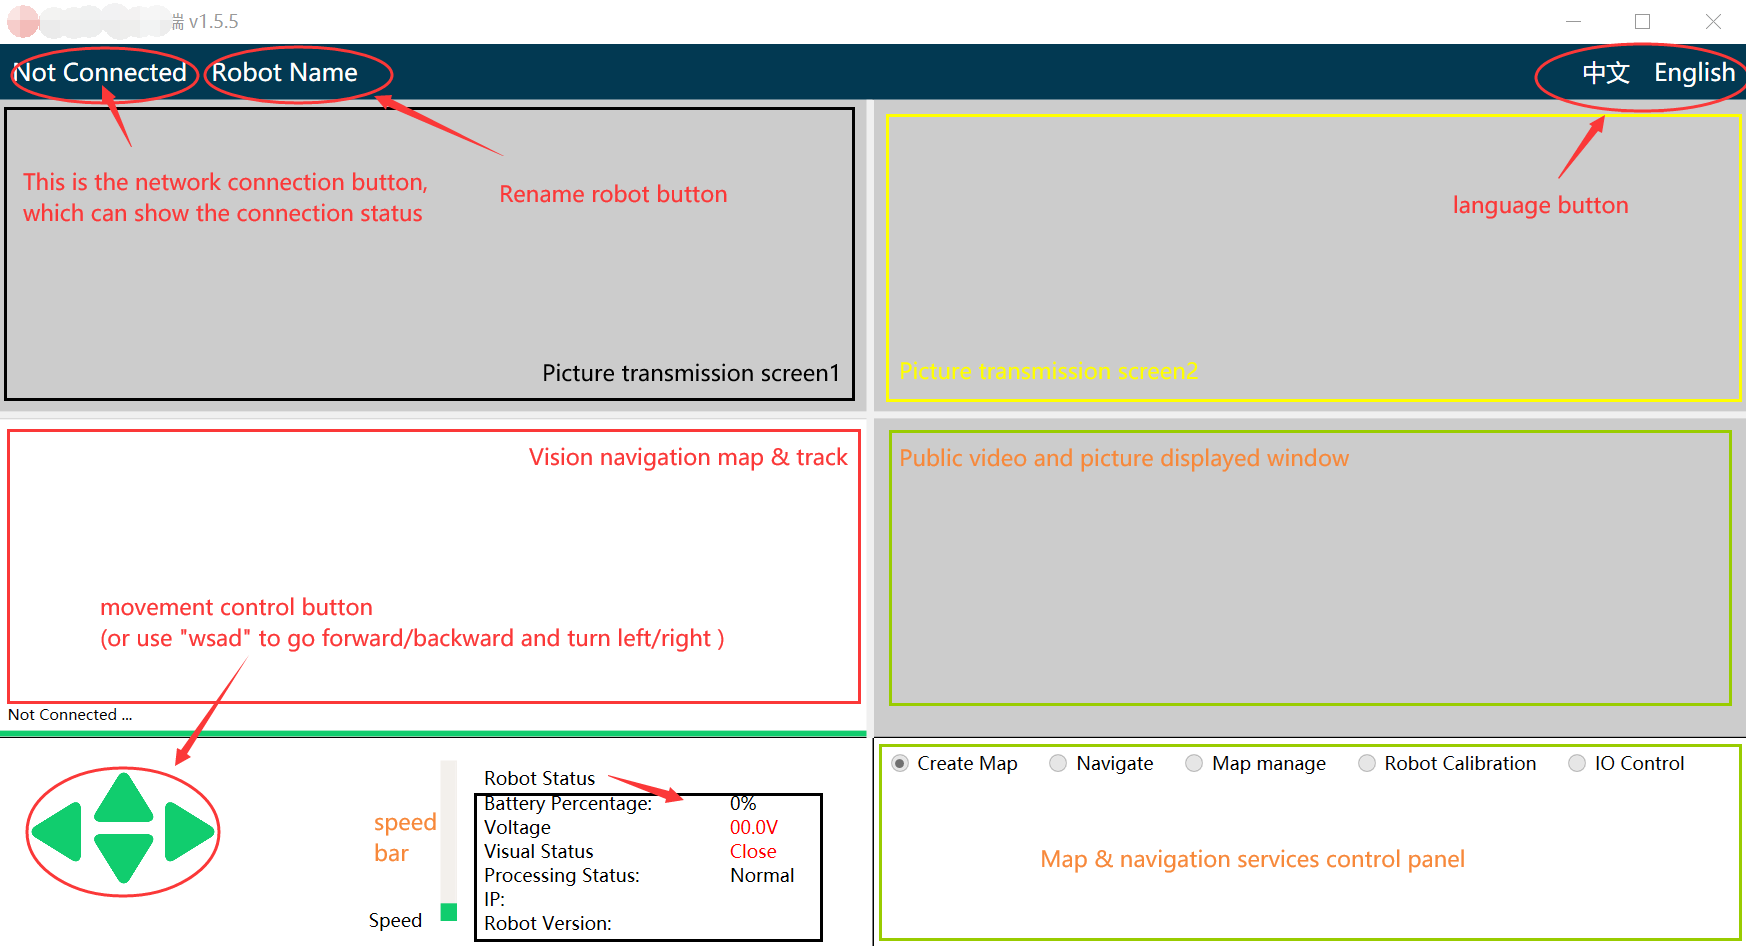 端 v1.5.5
Not Connected Robot Name 中文 English
This is the network connection button,
which can show the connection status
Rename robot button
language button
Picture transmission screen1
Picture transmission screen2
Vision navigation map & track
Public video and picture displayed window
movement control button
(or use "wsad" to go forward/backward and turn left/right )
Not Connected ...
speed
bar
Speed
Robot Status
Battery Percentage: 0%
Voltage 00.0V
Visual Status Close
Processing Status: Normal
IP:
Robot Version:
Create Map Navigate Map manage Robot Calibration IO Control
Map & navigation services control panel